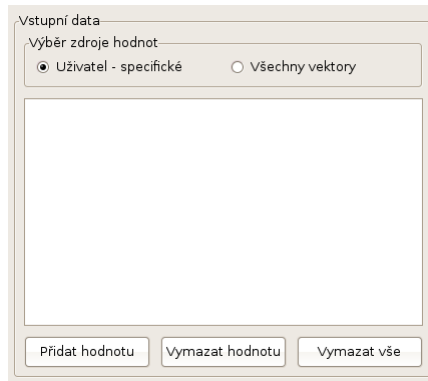 Vstupní data
Výběr zdroje hodnot
Uživatel - specifické Všechny vektory
Přidat hodnotu Vymazat hodnotu Vymazat vše